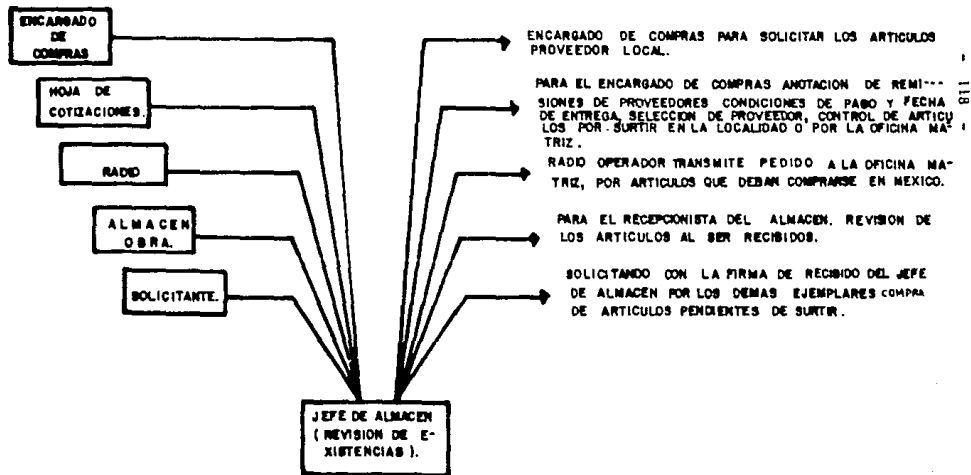 ENCARGADO
DE
COMPRAS
HOJA DE
COTIZACIONES.
RADIO
ALMACEN
OBRA.
SOLICITANTE.
JEFE DE ALMACEN
(REVISION DE E-
XISTENCIAS).
ENCARGADO DE COMPRAS PARA SOLICITAR LOS ARTICULOS
PROVEEDOR LOCAL.
PARA EL ENCARGADO DE COMPRAS ANOTACION DE REMI---
SIONES DE PROVEEDORES CONDICIONES DE PAGO Y FECHA
DE ENTREGA, SELECCION DE PROVEEDOR, CONTROL DE ARTICU
LOS POR SURTIR EN LA LOCALIDAD O POR LA OFICINA MA-
TRIZ.
RADIO OPERADOR TRANSMITE PEDIDO A LA OFICINA MA-
TRIZ, POR ARTICULOS QUE DEBAN COMPRARSE EN MEXICO.
PARA EL RECEPCIONISTA DEL ALMACEN. REVISION DE
LOS ARTICULOS AL SER RECIBIDOS.
SOLICITANDO CON LA FIRMA DE RECIBIDO DEL JEFE
DE ALMACEN POR LOS DEMAS EJEMPLARES COMPRA
DE ARTICULOS PENDIENTES DE SURTIR.
118